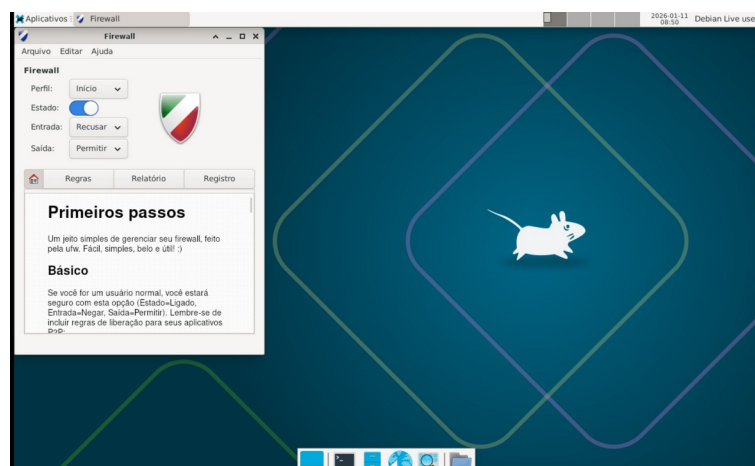 Aplicativos
Firewall
2026-01-11
08:50
Debian Live use
Firewall
Arquivo Editar Ajuda
Firewall
Perfil: Início
Estado:
Entrada: Recusar
Saída: Permitir
Regras Relatório Registro
Primeiros passos
Um jeito simples de gerenciar seu firewall, feito
pela ufw. Fácil, simples, belo e útil! :)
Básico
Se você for um usuário normal, você estará
seguro com esta opção (Estado=Ligado,
Entrada=Negar, Saída=Permitir). Lembre-se de
incluir regras de liberação para seus aplicativos
P2P: